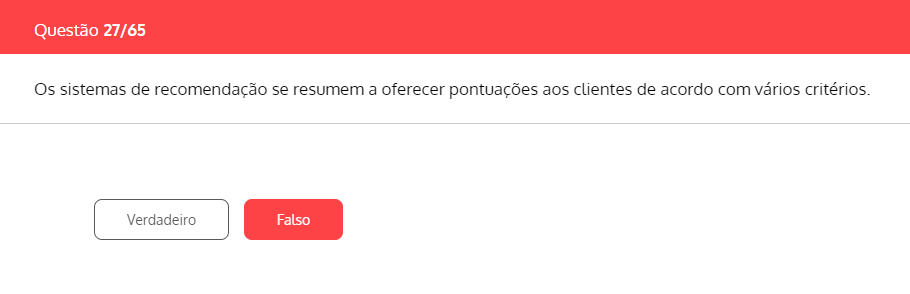 Questão 27/65
Os sistemas de recomendação se resumem a oferecer pontuações aos clientes de acordo com vários critérios.
Verdadeiro
Falso